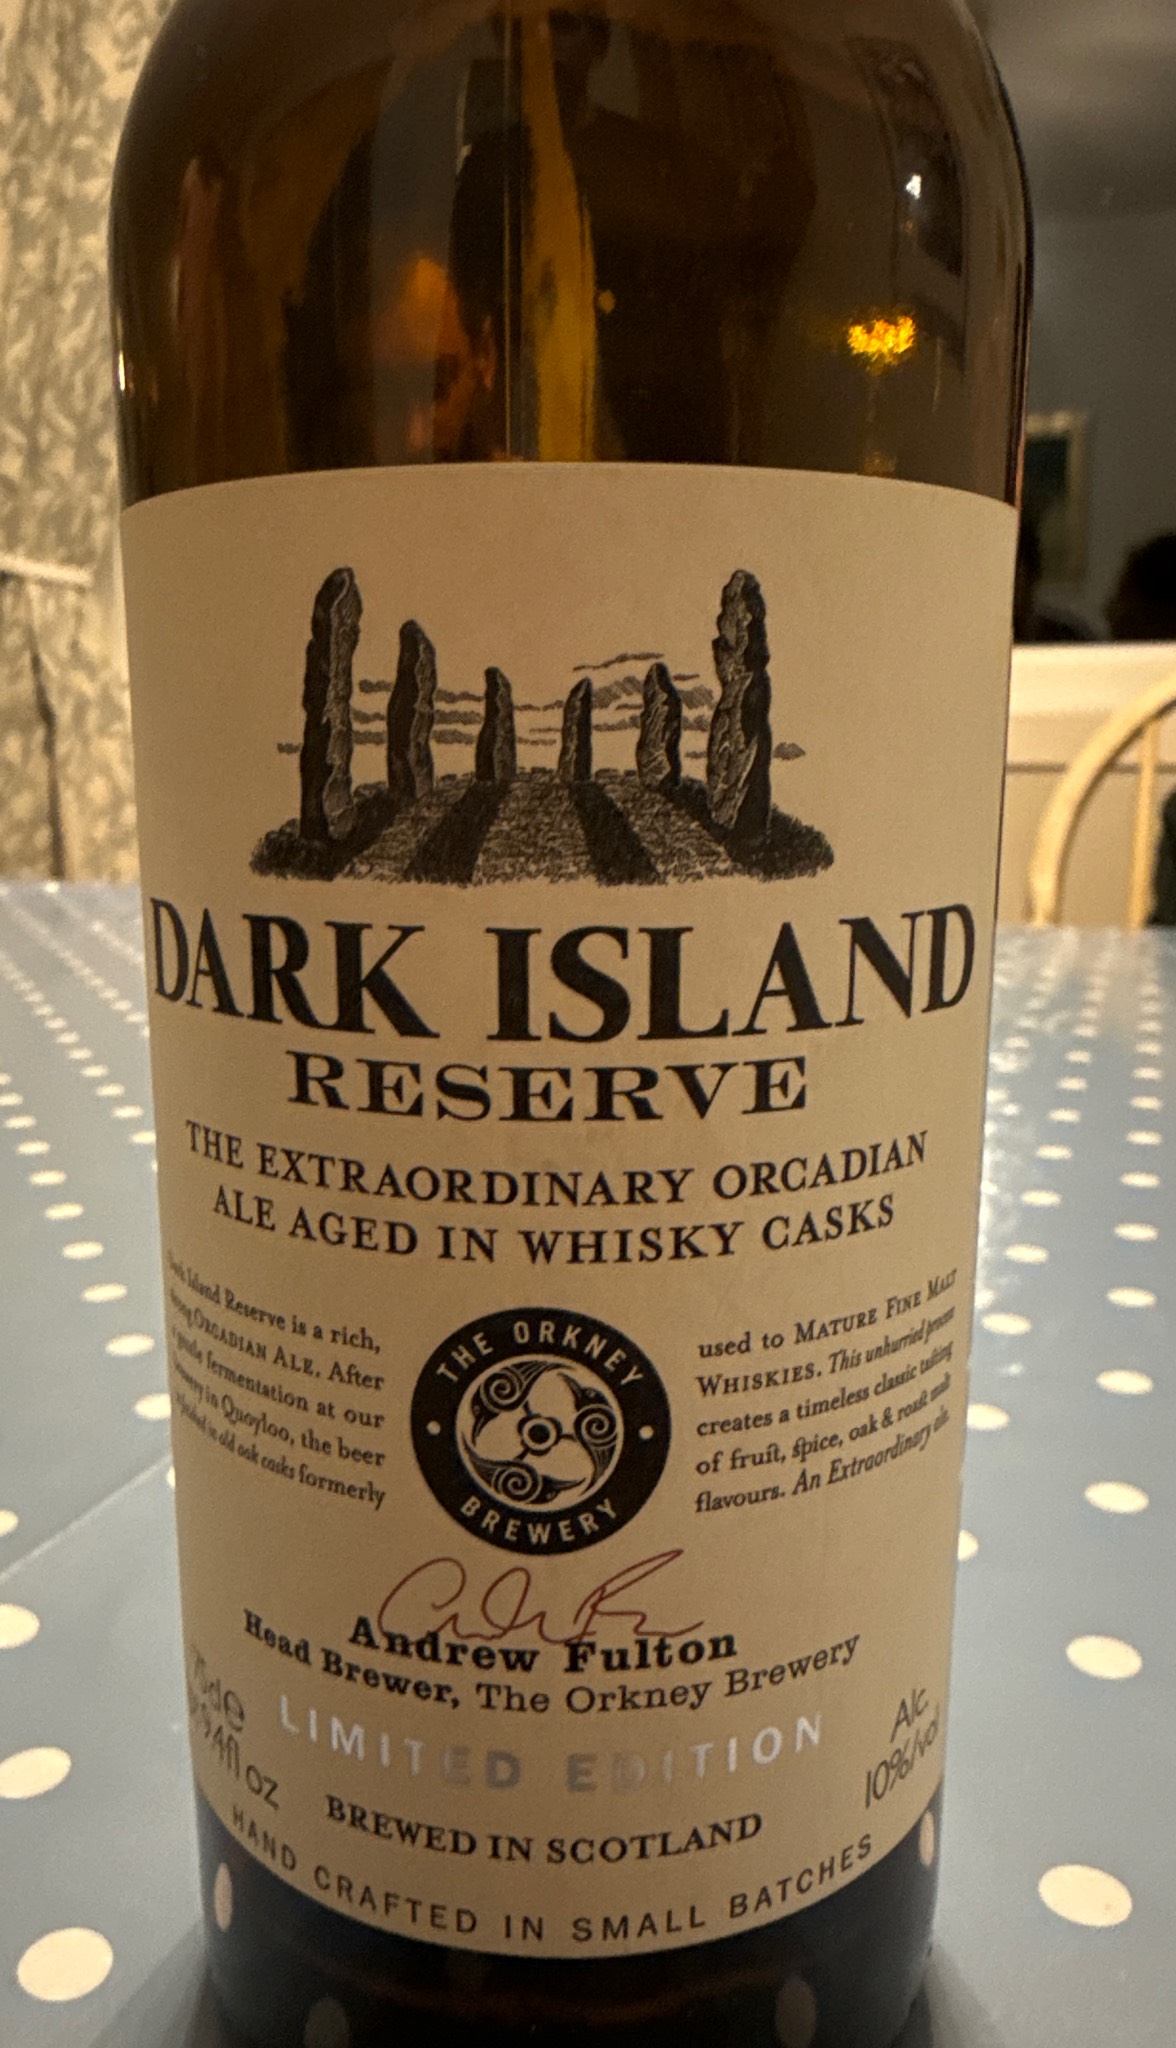 DARK ISLAND
RESERVE
THE EXTRAORDINARY ORCADIAN
ALE AGED IN WHISKY CASKS
Dark Island Reserve is a rich,
strong ORCADIAN ALE. After
fermentation at our
in Quoyloo, the beer
in old oak casks formerly
THE ORKNEY
BREWERY
used to MATURE FINE MALT
WHISKIES. This unhurried process
creates a timeless classic tasting
of fruit, spice, oak & roast malt
flavours. An Extraordinary ale.
Andrew Fulton
Head Brewer, The Orkney Brewery
LIMITED EDITION
fl oz
Alc
10%/vol
BREWED IN SCOTLAND
HAND CRAFTED IN SMALL BATCHES